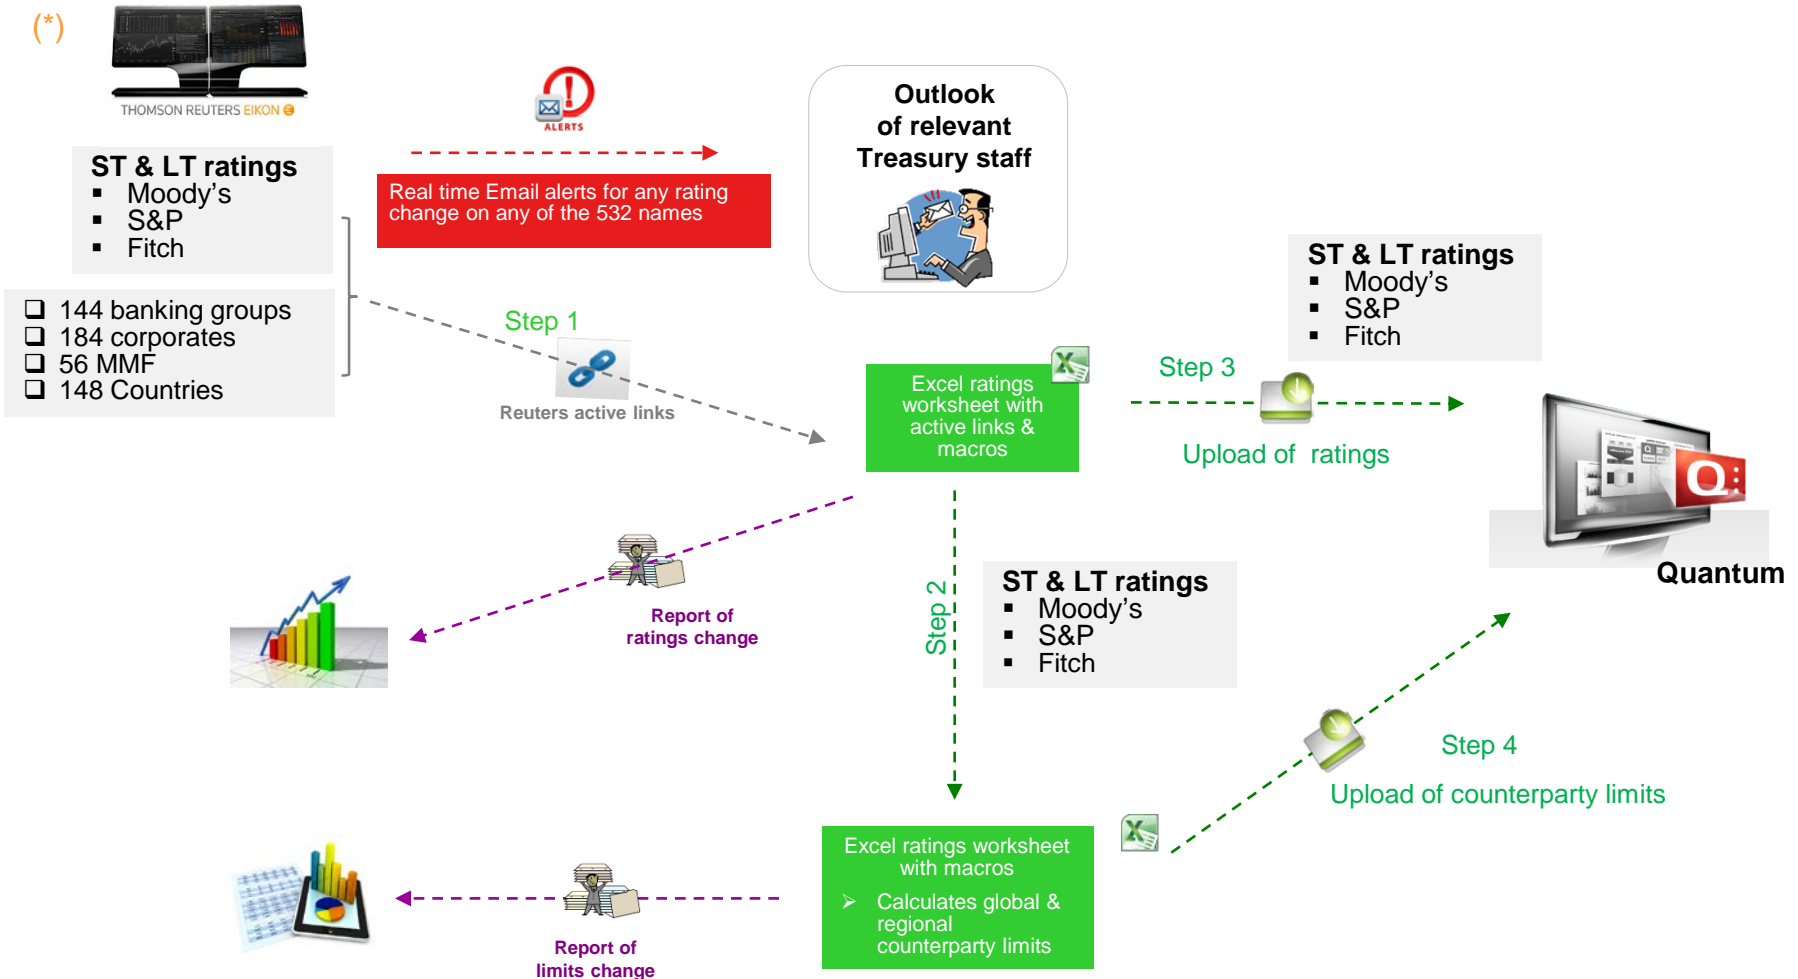 (*)
THOMSON REUTERS EIKON
ST & LT ratings
▪ Moody's
▪ S&P
▪ Fitch
❑ 144 banking groups
❑ 184 corporates
❑ 56 MMF
❑ 148 Countries
ALERTS
Real time Email alerts for any rating
change on any of the 532 names
Outlook
of relevant
Treasury staff
Step 1
Reuters active links
Excel ratings
worksheet with
active links &
macros
ST & LT ratings
▪ Moody's
▪ S&P
▪ Fitch
Step 3
Upload of ratings
Q
Quantum
Report of
ratings change
Step 2
ST & LT ratings
▪ Moody's
▪ S&P
▪ Fitch
Step 4
Upload of counterparty limits
Excel ratings worksheet
with macros
➢ Calculates global &
regional
counterparty limits
Report of
limits change